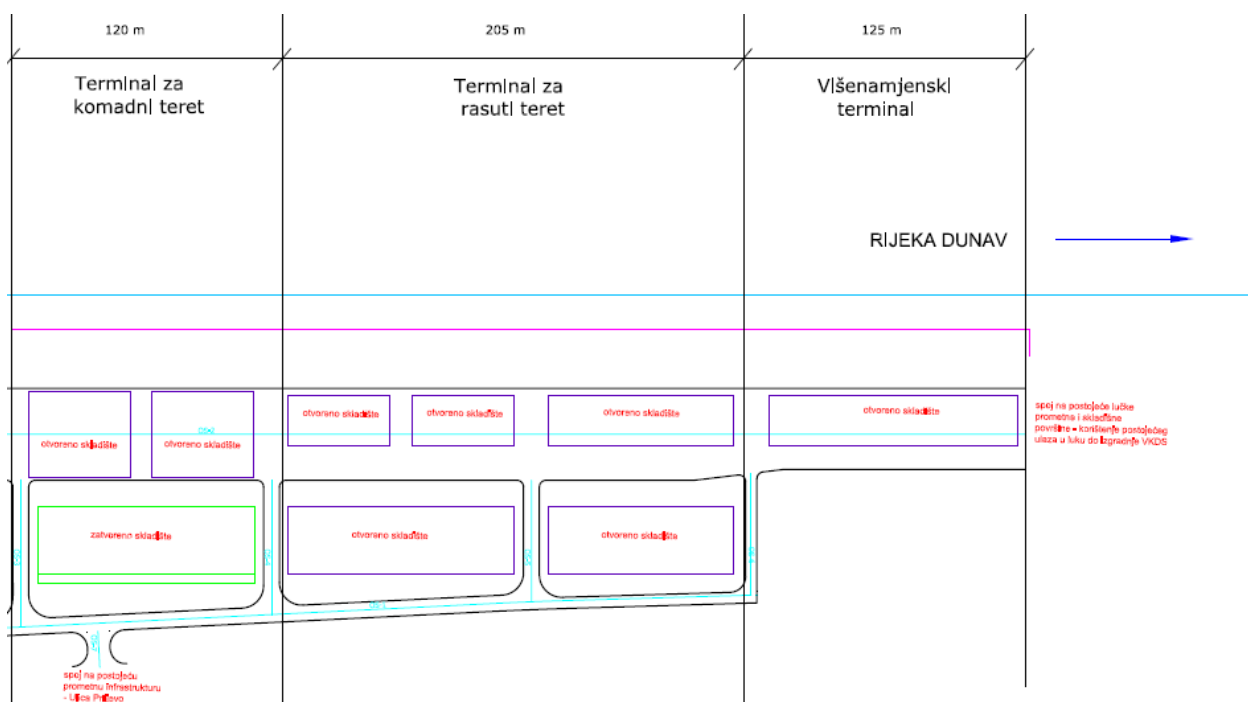 120 m
205 m
125 m
Terminal za
komadni teret
Terminal za
rasuti teret
Višenamjenski
terminal
RIJEKA DUNAV
otvoreno skladište
otvoreno skladište
otvoreno skladište
otvoreno skladište
otvoreno skladište
otvoreno skladište
spoj na postojeće lučke
prometne i skladišne
površine - korištenje postojećeg
ulaza u luku do izgradnje VKDS
zatvoreno skladište
otvoreno skladište
otvoreno skladište
spoj na postojeću
prometnu infrastrukturu
- Ulica Priljevo